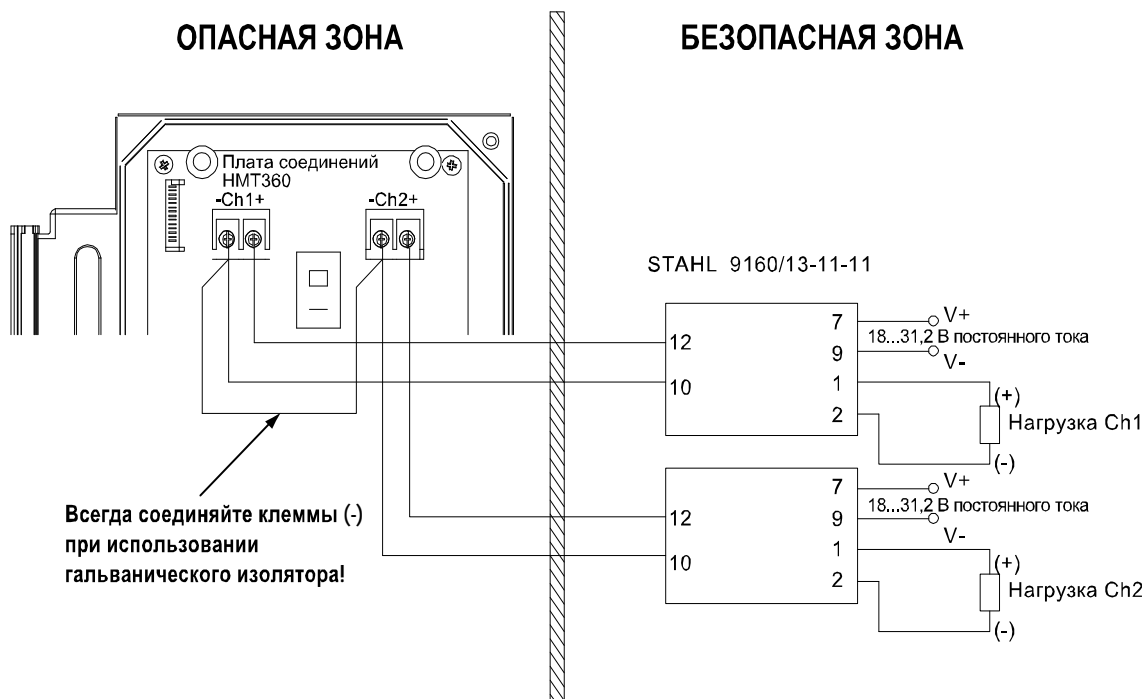 ОПАСНАЯ ЗОНА
БЕЗОПАСНАЯ ЗОНА
Плата соединений
HMT360
-Ch1+
-Ch2+
STAHL 9160/13-11-11
12
10
7
9
1
2
V+
18...31,2 В постоянного тока
V-
(+)
Нагрузка Ch1
(-)
12
10
7
9
1
2
V+
18...31,2 В постоянного тока
V-
(+)
Нагрузка Ch2
(-)
Всегда соединяйте клеммы (-)
при использовании
гальванического изолятора!